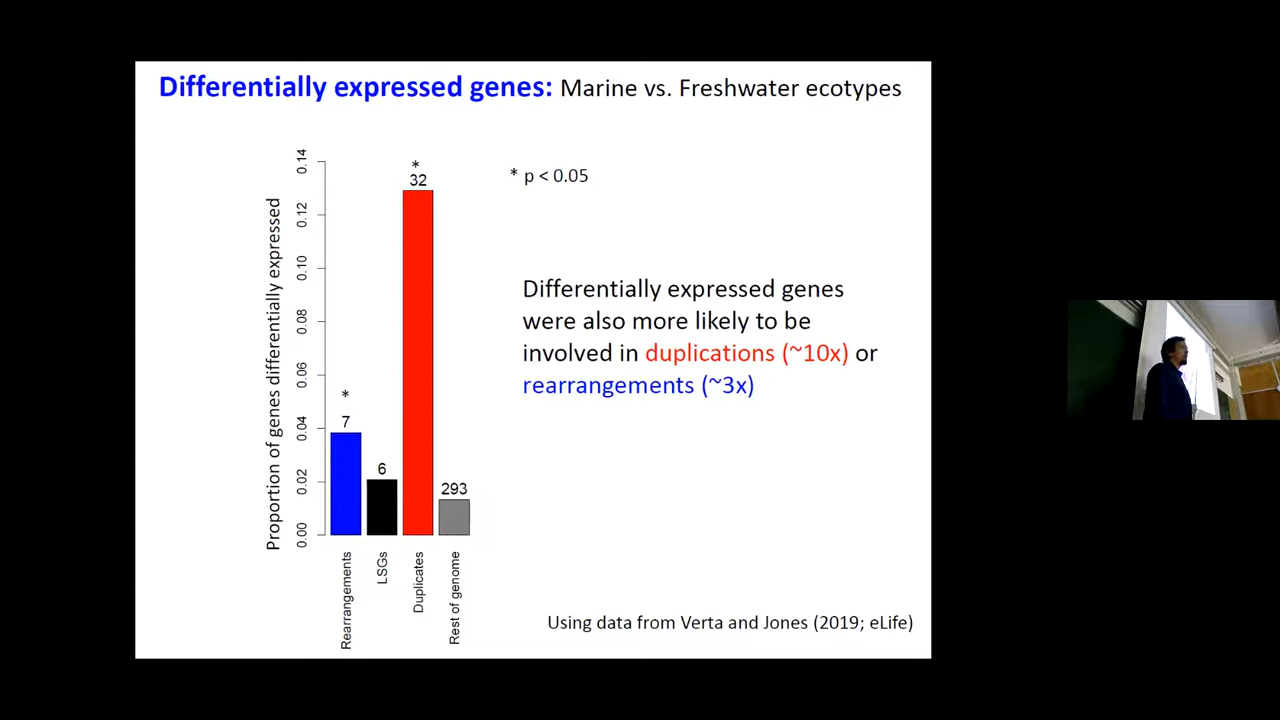 Differentially expressed genes: Marine vs. Freshwater ecotypes
* p < 0.05
Proportion of genes differentially expressed
0.14
0.12
0.10
0.08
0.06
0.04
0.02
0.00
*
7
6
*
32
293
Rearrangements
LSGs
Duplicates
Rest of genome
Differentially expressed genes
were also more likely to be
involved in duplications (~10x) or
rearrangements (~3x)
Using data from Verta and Jones (2019; eLife)